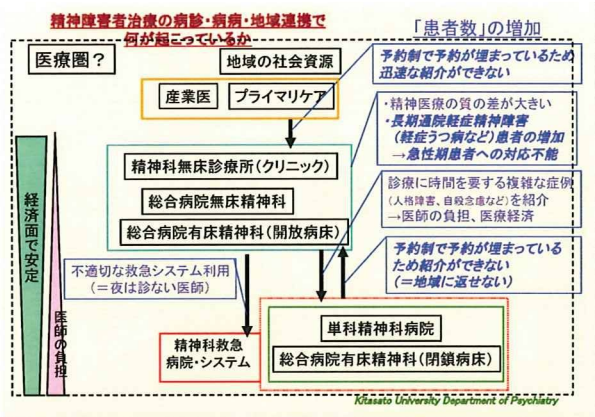 精神障害者治療の病診・病病・地域連携で
何が起こっているか
「患者数」の増加
医療圏？
地域の社会資源
産業医
プライマリケア
予約制で予約が埋まっているため
迅速な紹介ができない
・精神医療の質の差が大きい
・長期通院軽症精神障害
（軽症うつ病など）患者の増加
→急性期患者への対応不能
精神科無床診療所（クリニック）
総合病院無床精神科
総合病院有床精神科（開放病床）
診療に時間を要する複雑な症例
（人格障害、自殺念慮など）を紹介
→医師の負担、医療経済
経済面で安定
医師の負担
不適切な救急システム利用
（＝夜は診ない医師）
予約制で予約が埋まっている
ため紹介ができない
（＝地域に返せない）
精神科救急
病院・システム
単科精神科病院
総合病院有床精神科（閉鎖病床）
Kitasato University Department of Psychiatry